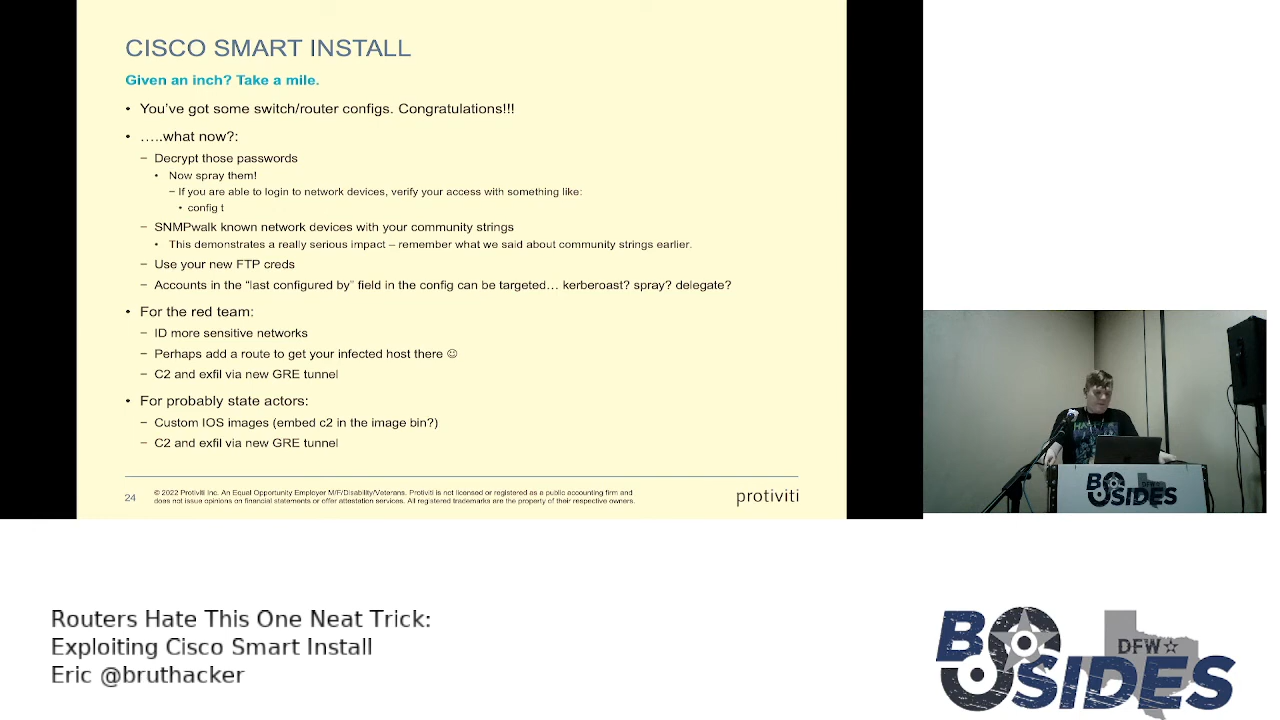 CISCO SMART INSTALL
Given an inch? Take a mile.
• You've got some switch/router configs. Congratulations!!!
• …..what now?:
– Decrypt those passwords
• Now spray them!
– If you are able to login to network devices, verify your access with something like:
• config t
– SNMPwalk known network devices with your community strings
• This demonstrates a really serious impact – remember what we said about community strings earlier.
– Use your new FTP creds
– Accounts in the “last configured by” field in the config can be targeted… kerberoast? spray? delegate?
• For the red team:
– ID more sensitive networks
– Perhaps add a route to get your infected host there ☺
– C2 and exfil via new GRE tunnel
• For probably state actors:
– Custom IOS images (embed c2 in the image bin?)
– C2 and exfil via new GRE tunnel
24
© 2022 Protiviti Inc. An Equal Opportunity Employer M/F/Disability/Veterans. Protiviti is not licensed or registered as a public accounting firm and
does not issue opinions on financial statements or offer attestation services. All registered trademarks are the property of their respective owners.
protiviti
BSIDES
DFW
Routers Hate This One Neat Trick:
Exploiting Cisco Smart Install
Eric @bruthacker
BSIDES
DFW